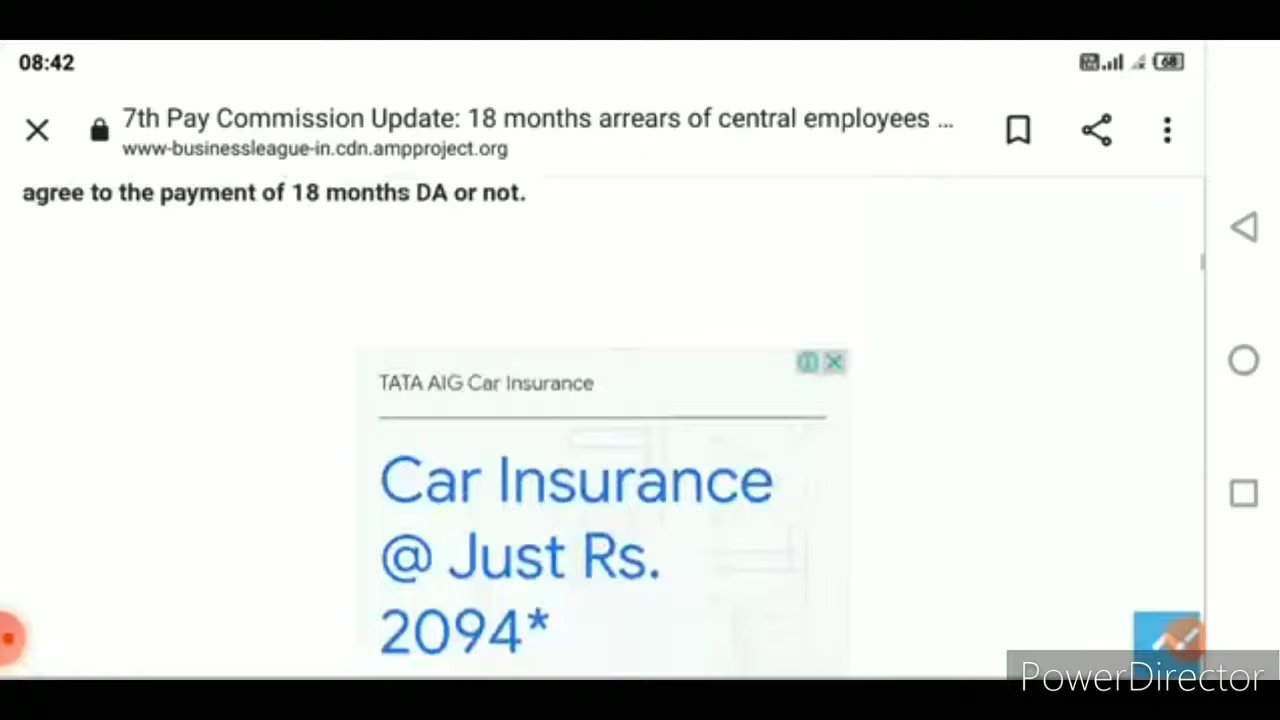 08:42
68
7th Pay Commission Update: 18 months arrears of central employees ...
www-businessleague-in.cdn.ampproject.org
agree to the payment of 18 months DA or not.
TATA AIG Car Insurance
Car Insurance
@ Just Rs.
2094*
PowerDirector